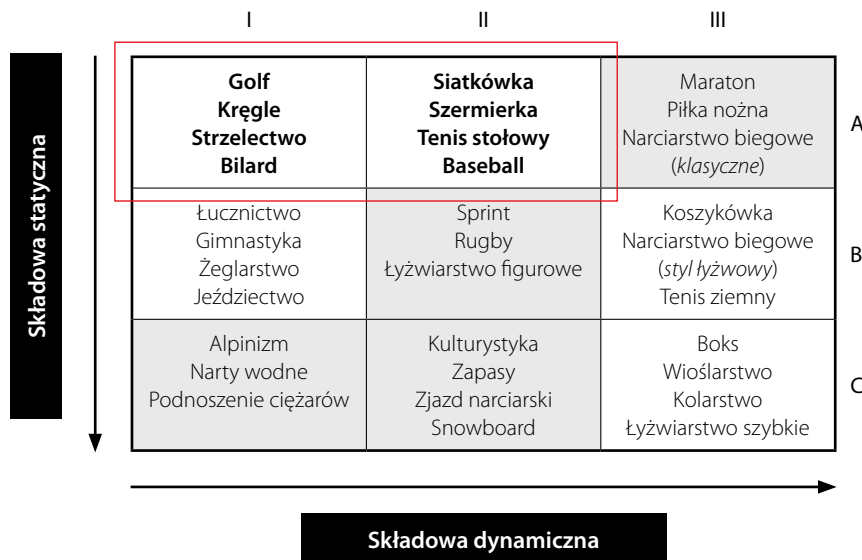 I II III
Składowa statyczna
Golf
Kręgle
Strzelectwo
Bilard
Siatkówka
Szermierka
Tenis stołowy
Baseball
Maraton
Piłka nożna
Narciarstwo biegowe
(klasyczne)
A
Łucznictwo
Gimnastyka
Żeglarstwo
Jeździectwo
Sprint
Rugby
Łyżwiarstwo figurowe
Koszykówka
Narciarstwo biegowe
(styl łyżwowy)
Tenis ziemny
B
Alpinizm
Narty wodne
Podnoszenie ciężarów
Kulturystyka
Zapasy
Zjazd narciarski
Snowboard
Boks
Wioślarstwo
Kolarstwo
Łyżwiarstwo szybkie
C
Składowa dynamiczna